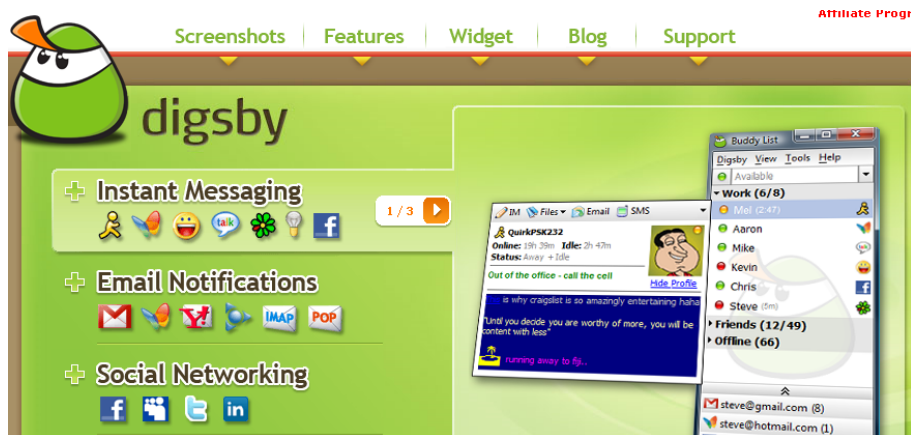 Affiliate Progr
Screenshots Features Widget Blog Support
digsby
Instant Messaging
talk
1 / 3
Email Notifications
IMAP POP
Social Networking
in
IM Files Email SMS
QuirkPSK232
Online: 19h 39m Idle: 2h 47m
Status: Away + Idle
Out of the office - call the cell
Hide Profile
is why craigslist is so amazingly entertaining haha
"Until you decide you are worthy of more, you will be
content with less"
running away to fiji..
Buddy List
Digsby View Tools Help
Available
Work (6/8)
Mel (2:47)
Aaron
Mike
Kevin
Chris
Steve (5m)
Friends (12/49)
Offline (66)
steve@gmail.com (8)
steve@hotmail.com (1)